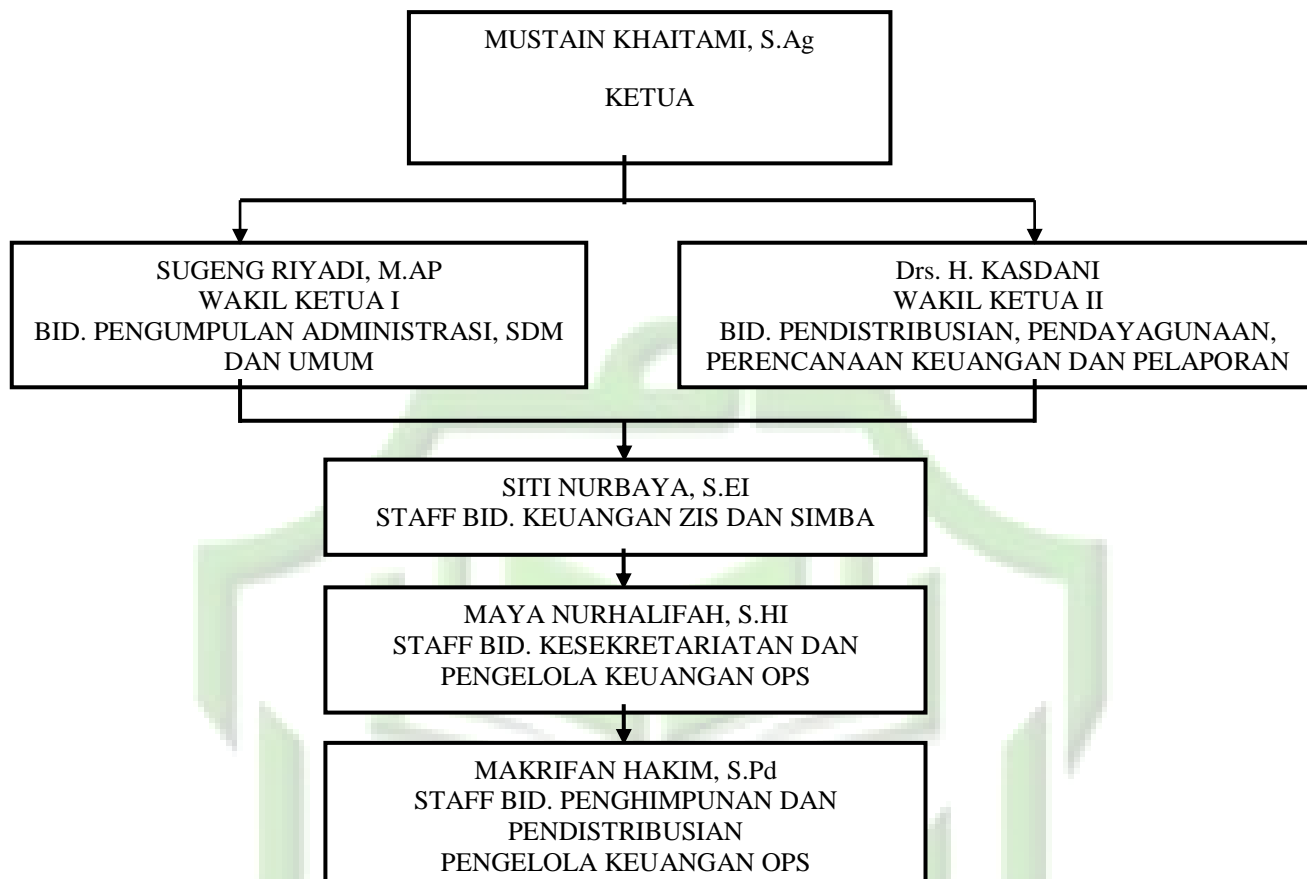 MUSTAIN KHAITAMI, S.Ag
KETUA
SUGENG RIYADI, M.AP
WAKIL KETUA I
BID. PENGUMPULAN ADMINISTRASI, SDM
DAN UMUM
Drs. H. KASDANI
WAKIL KETUA II
BID. PENDISTRIBUSIAN, PENDAYAGUNAAN,
PERENCANAAN KEUANGAN DAN PELAPORAN
SITI NURBAYA, S.EI
STAFF BID. KEUANGAN ZIS DAN SIMBA
MAYA NURHALIFAH, S.HI
STAFF BID. KESEKRETARIATAN DAN
PENGELOLA KEUANGAN OPS
MAKRIFAN HAKIM, S.Pd
STAFF BID. PENGHIMPUNAN DAN
PENDISTRIBUSIAN
PENGELOLA KEUANGAN OPS